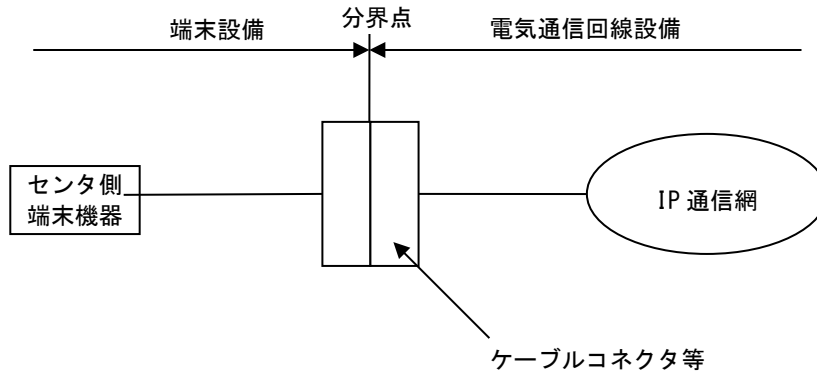 分界点
端末設備
電気通信回線設備
センタ側
端末機器
IP 通信網
ケーブルコネクタ等